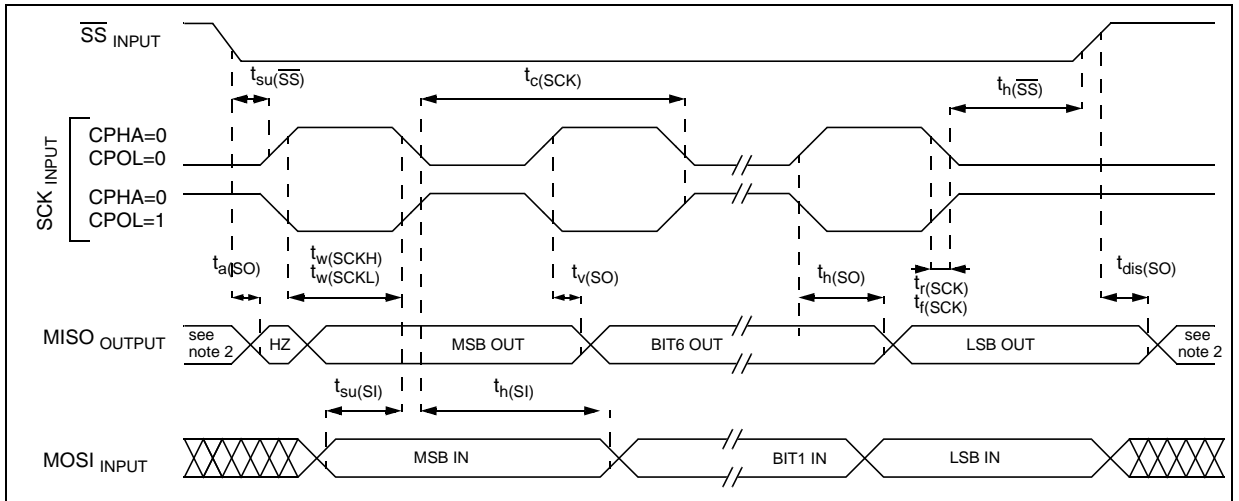 SS INPUT
tsu(SS)
tc(SCK)
th(SS)
SCK INPUT
CPHA=0
CPOL=0
CPHA=0
CPOL=1
ta(SO)
tw(SCKH)
tw(SCKL)
tv(SO)
th(SO)
tr(SCK)
tf(SCK)
tdis(SO)
MISO OUTPUT
see
note 2
HZ
MSB OUT
BIT6 OUT
LSB OUT
see
note 2
tsu(SI)
th(SI)
MOSI INPUT
MSB IN
BIT1 IN
LSB IN